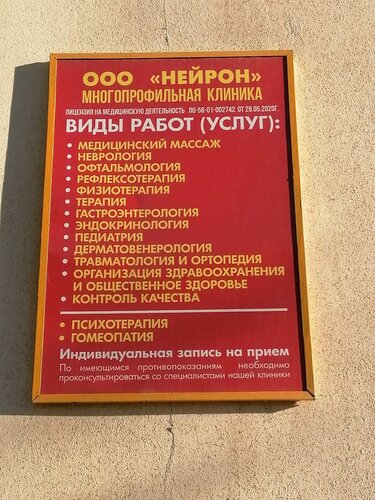 ООО «НЕЙРОН»
МНОГОПРОФИЛЬНАЯ КЛИНИКА
ЛИЦЕНЗИЯ НА МЕДИЦИНСКУЮ ДЕЯТЕЛЬНОСТЬ ЛО-56-01-002742 ОТ 29.05.2020Г.
ВИДЫ РАБОТ (УСЛУГ):
• МЕДИЦИНСКИЙ МАССАЖ
• НЕВРОЛОГИЯ
• ОФТАЛЬМОЛОГИЯ
• РЕФЛЕКСОТЕРАПИЯ
• ФИЗИОТЕРАПИЯ
• ТЕРАПИЯ
• ГАСТРОЭНТЕРОЛОГИЯ
• ЭНДОКРИНОЛОГИЯ
• ПЕДИАТРИЯ
• ДЕРМАТОВЕНЕРОЛОГИЯ
• ТРАВМАТОЛОГИЯ И ОРТОПЕДИЯ
• ОРГАНИЗАЦИЯ ЗДРАВООХРАНЕНИЯ
И ОБЩЕСТВЕННОЕ ЗДОРОВЬЕ
• КОНТРОЛЬ КАЧЕСТВА
• ПСИХОТЕРАПИЯ
• ГОМЕОПАТИЯ
Индивидуальная запись на прием
По имеющимся противопоказаниям необходимо
проконсультироваться со специалистами нашей клиники